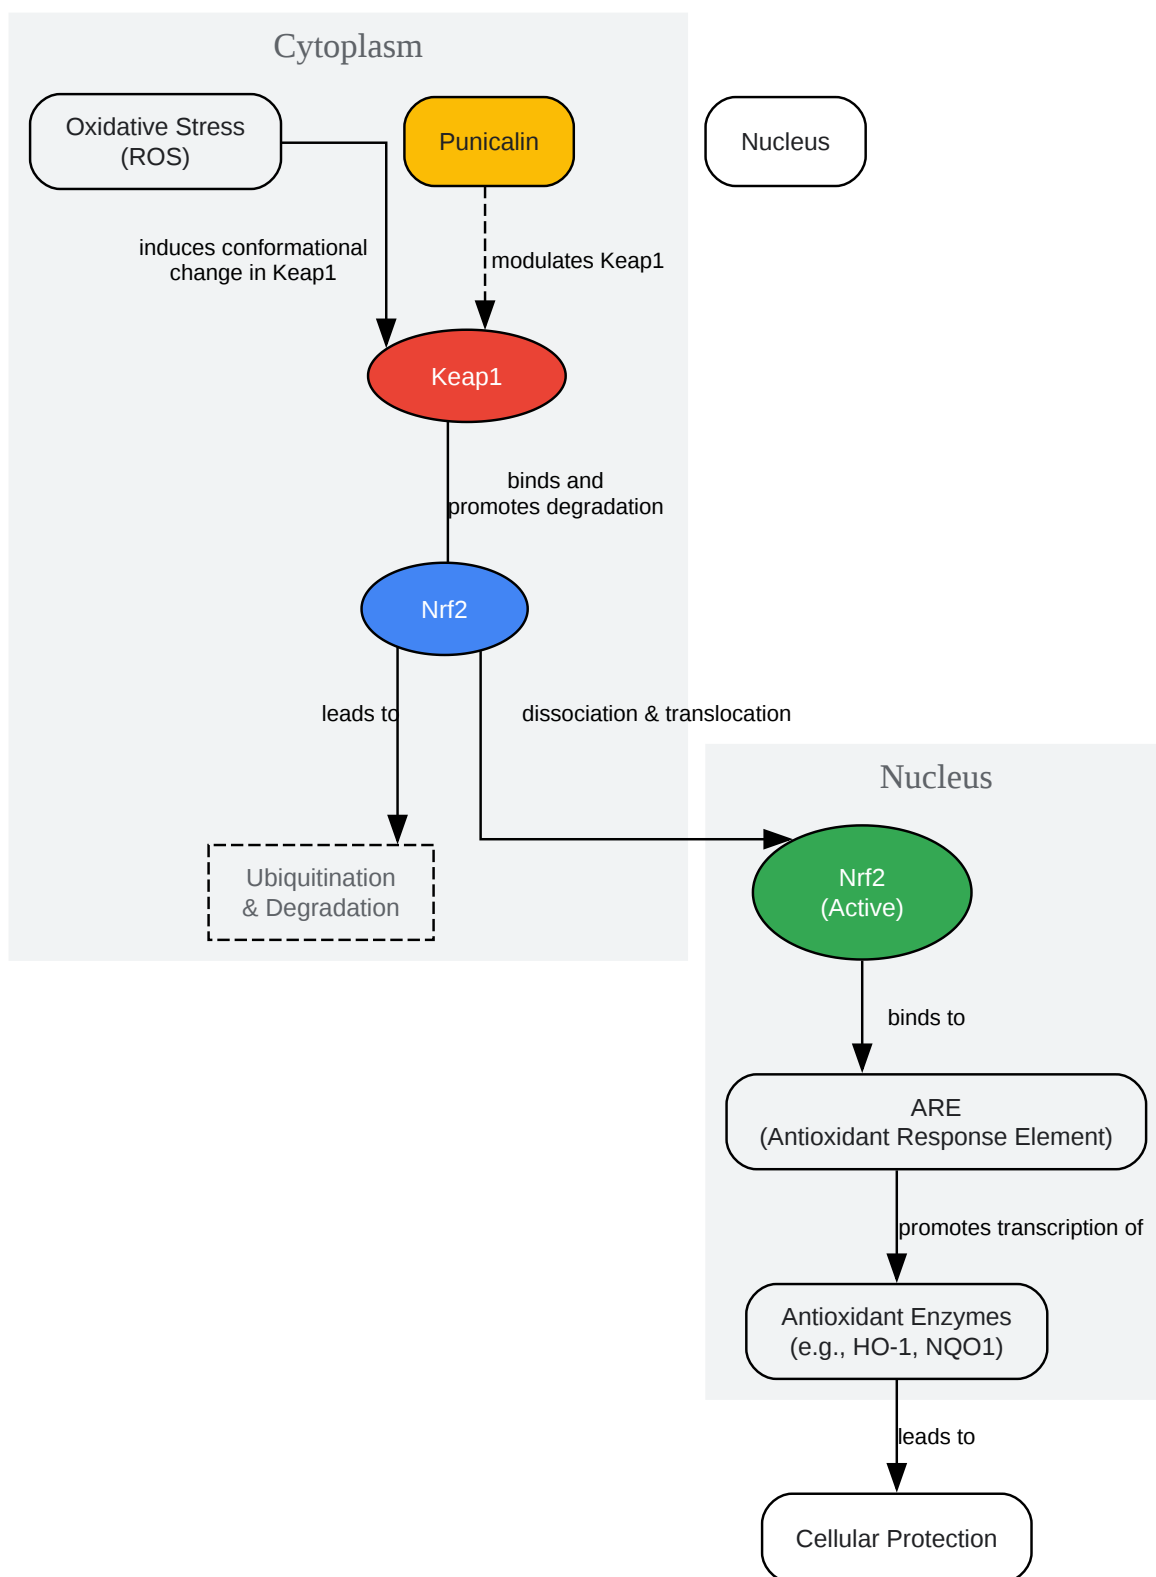 Cytoplasm
Oxidative Stress
(ROS)
Punicalin
Nucleus
induces conformational
change in Keap1
modulates Keap1
Keap1
binds and
promotes degradation
Nrf2
leads to
dissociation & translocation
Nucleus
Ubiquitination
& Degradation
Nrf2
(Active)
binds to
ARE
(Antioxidant Response Element)
promotes transcription of
Antioxidant Enzymes
(e.g., HO-1, NQO1)
leads to
Cellular Protection